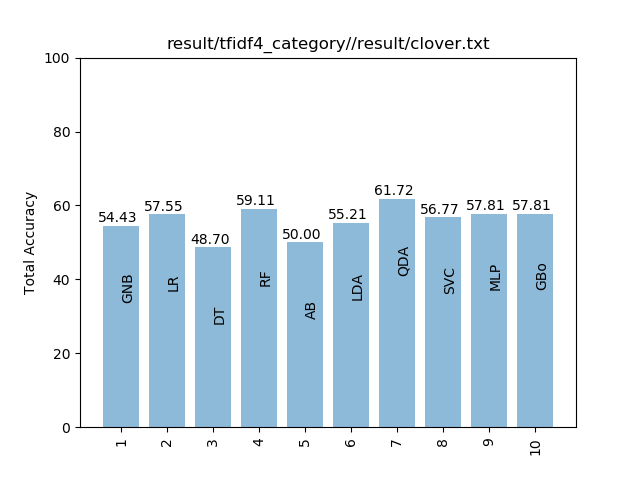 result/tfidf4_category//result/clover.txt
Total Accuracy
100
80
60
40
20
0
54.43
57.55
48.70
59.11
50.00
55.21
61.72
56.77
57.81
57.81
GNB
LR
DT
RF
AB
LDA
QDA
SVC
MLP
GBo
1
2
3
4
5
6
7
8
9
10